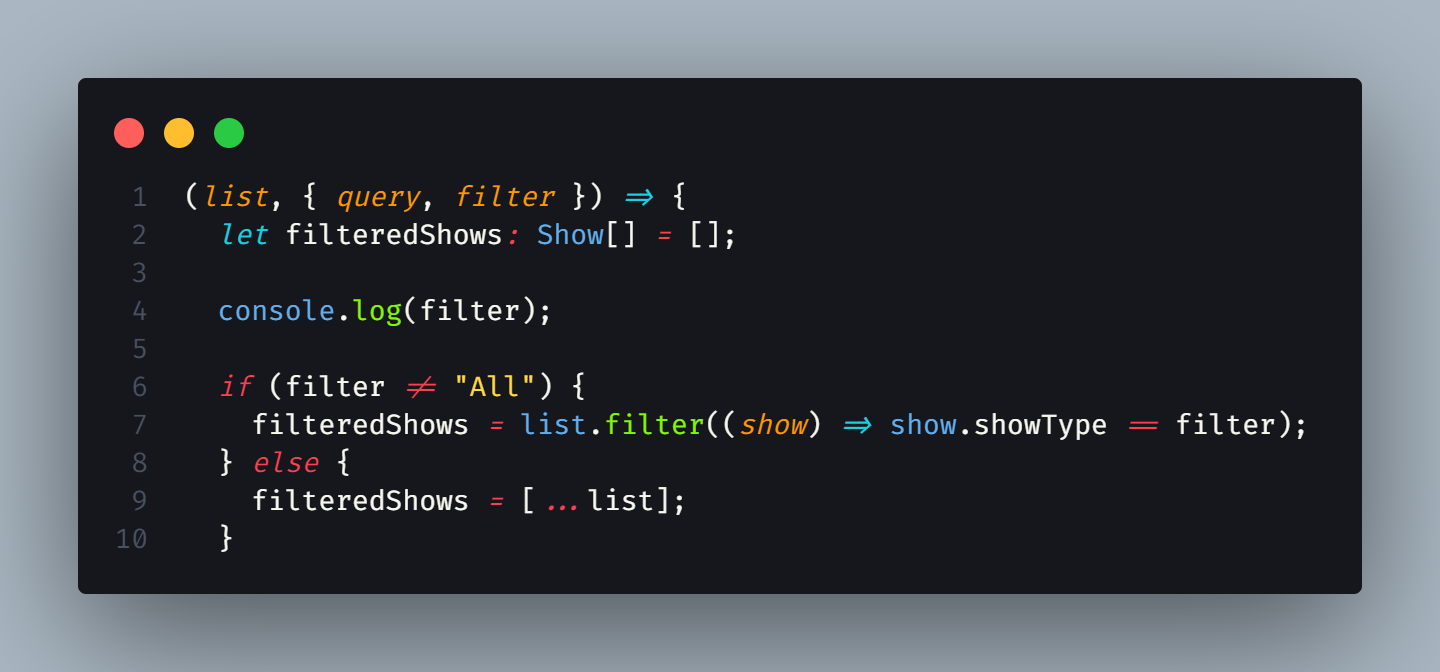 1 (list, { query, filter }) => {
2 let filteredShows: Show[] = [];
3
4 console.log(filter);
5
6 if (filter != "All") {
7 filteredShows = list.filter((show) => show.showType == filter);
8 } else {
9 filteredShows = [...list];
10 }